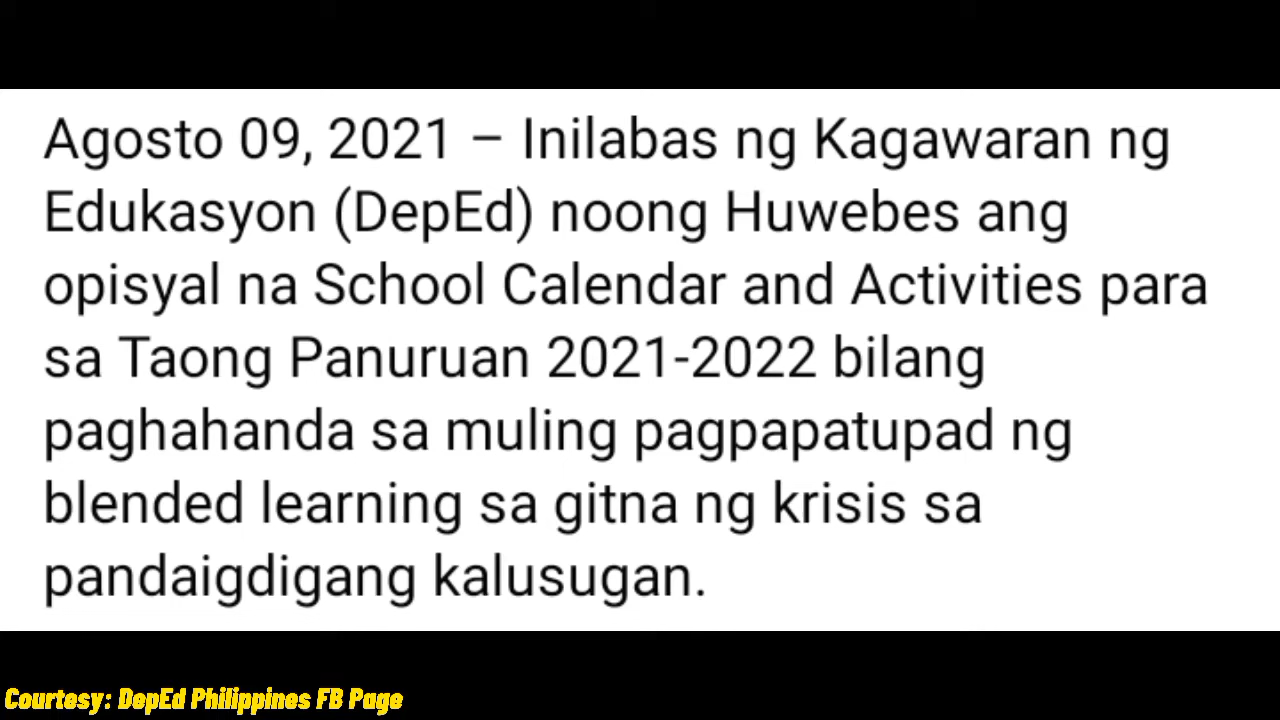 Agosto 09, 2021 – Inilabas ng Kagawaran ng
Edukasyon (DepEd) noong Huwebes ang
opisyal na School Calendar and Activities para
sa Taong Panuruan 2021-2022 bilang
paghahanda sa muling pagpapatupad ng
blended learning sa gitna ng krisis sa
pandaigdigang kalusugan.
Courtesy: DepEd Philippines FB Page